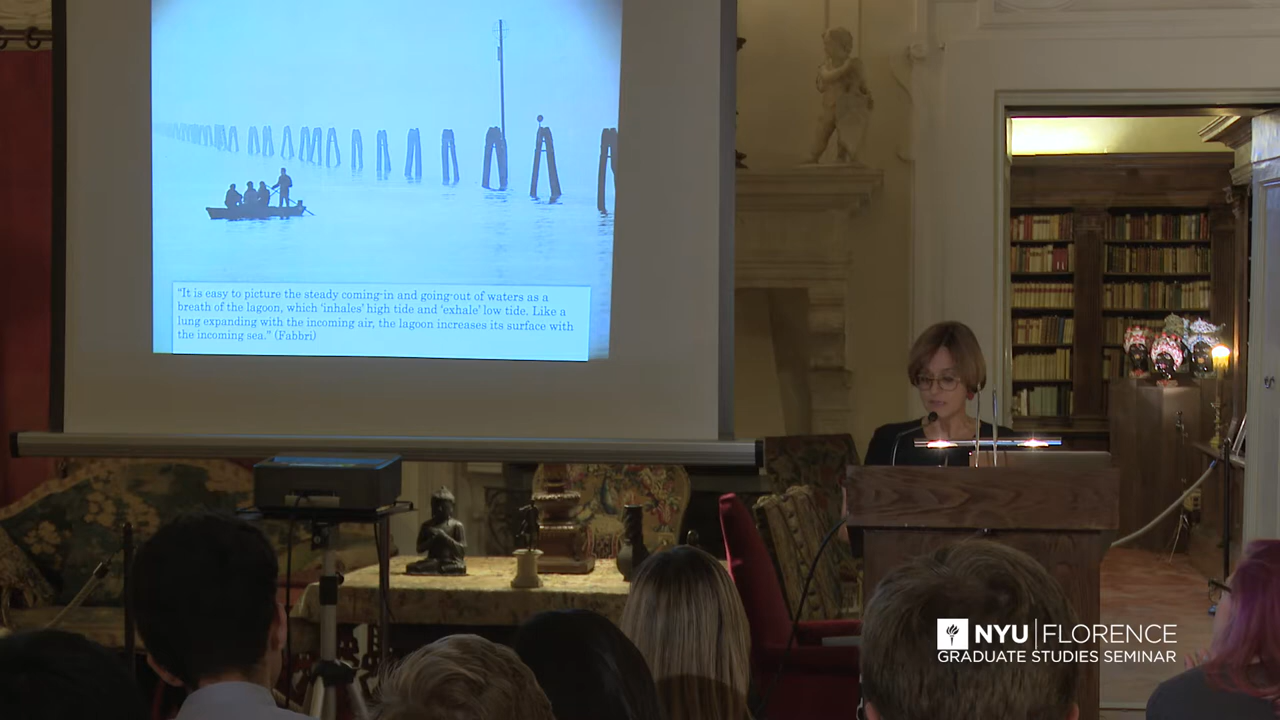 "It is easy to picture the steady coming-in and going-out of waters as a
breath of the lagoon, which 'inhales' high tide and 'exhale' low tide. Like a
lung expanding with the incoming air, the lagoon increases its surface with
the incoming sea." (Fabbri)
NYU FLORENCE
GRADUATE STUDIES SEMINAR